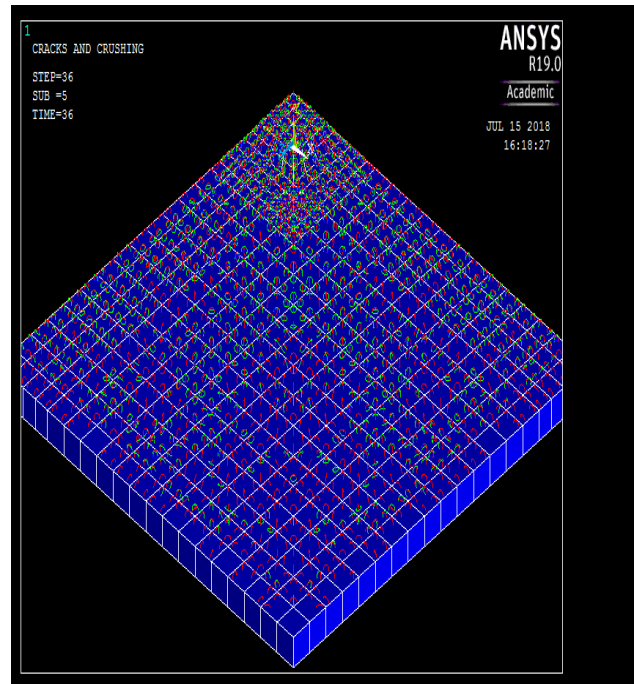 1
CRACKS AND CRUSHING
STEP=36
SUB =5
TIME=36
ANSYS
R19.0
Academic
JUL 15 2018
16:18:27